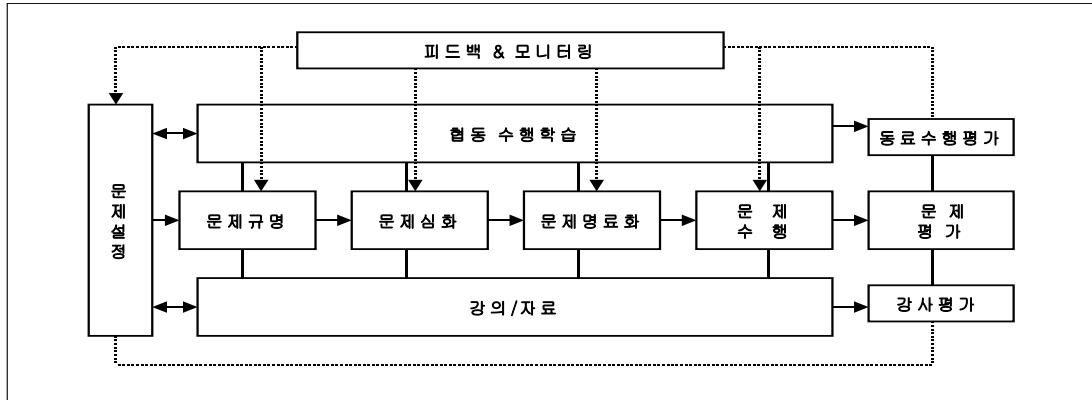 피드백 & 모니터링
협동 수행학습
동료수행평가
문제설정
문제규명
문제심화
문제명료화
문 제
수 행
문 제
평 가
강의/자료
강사평가